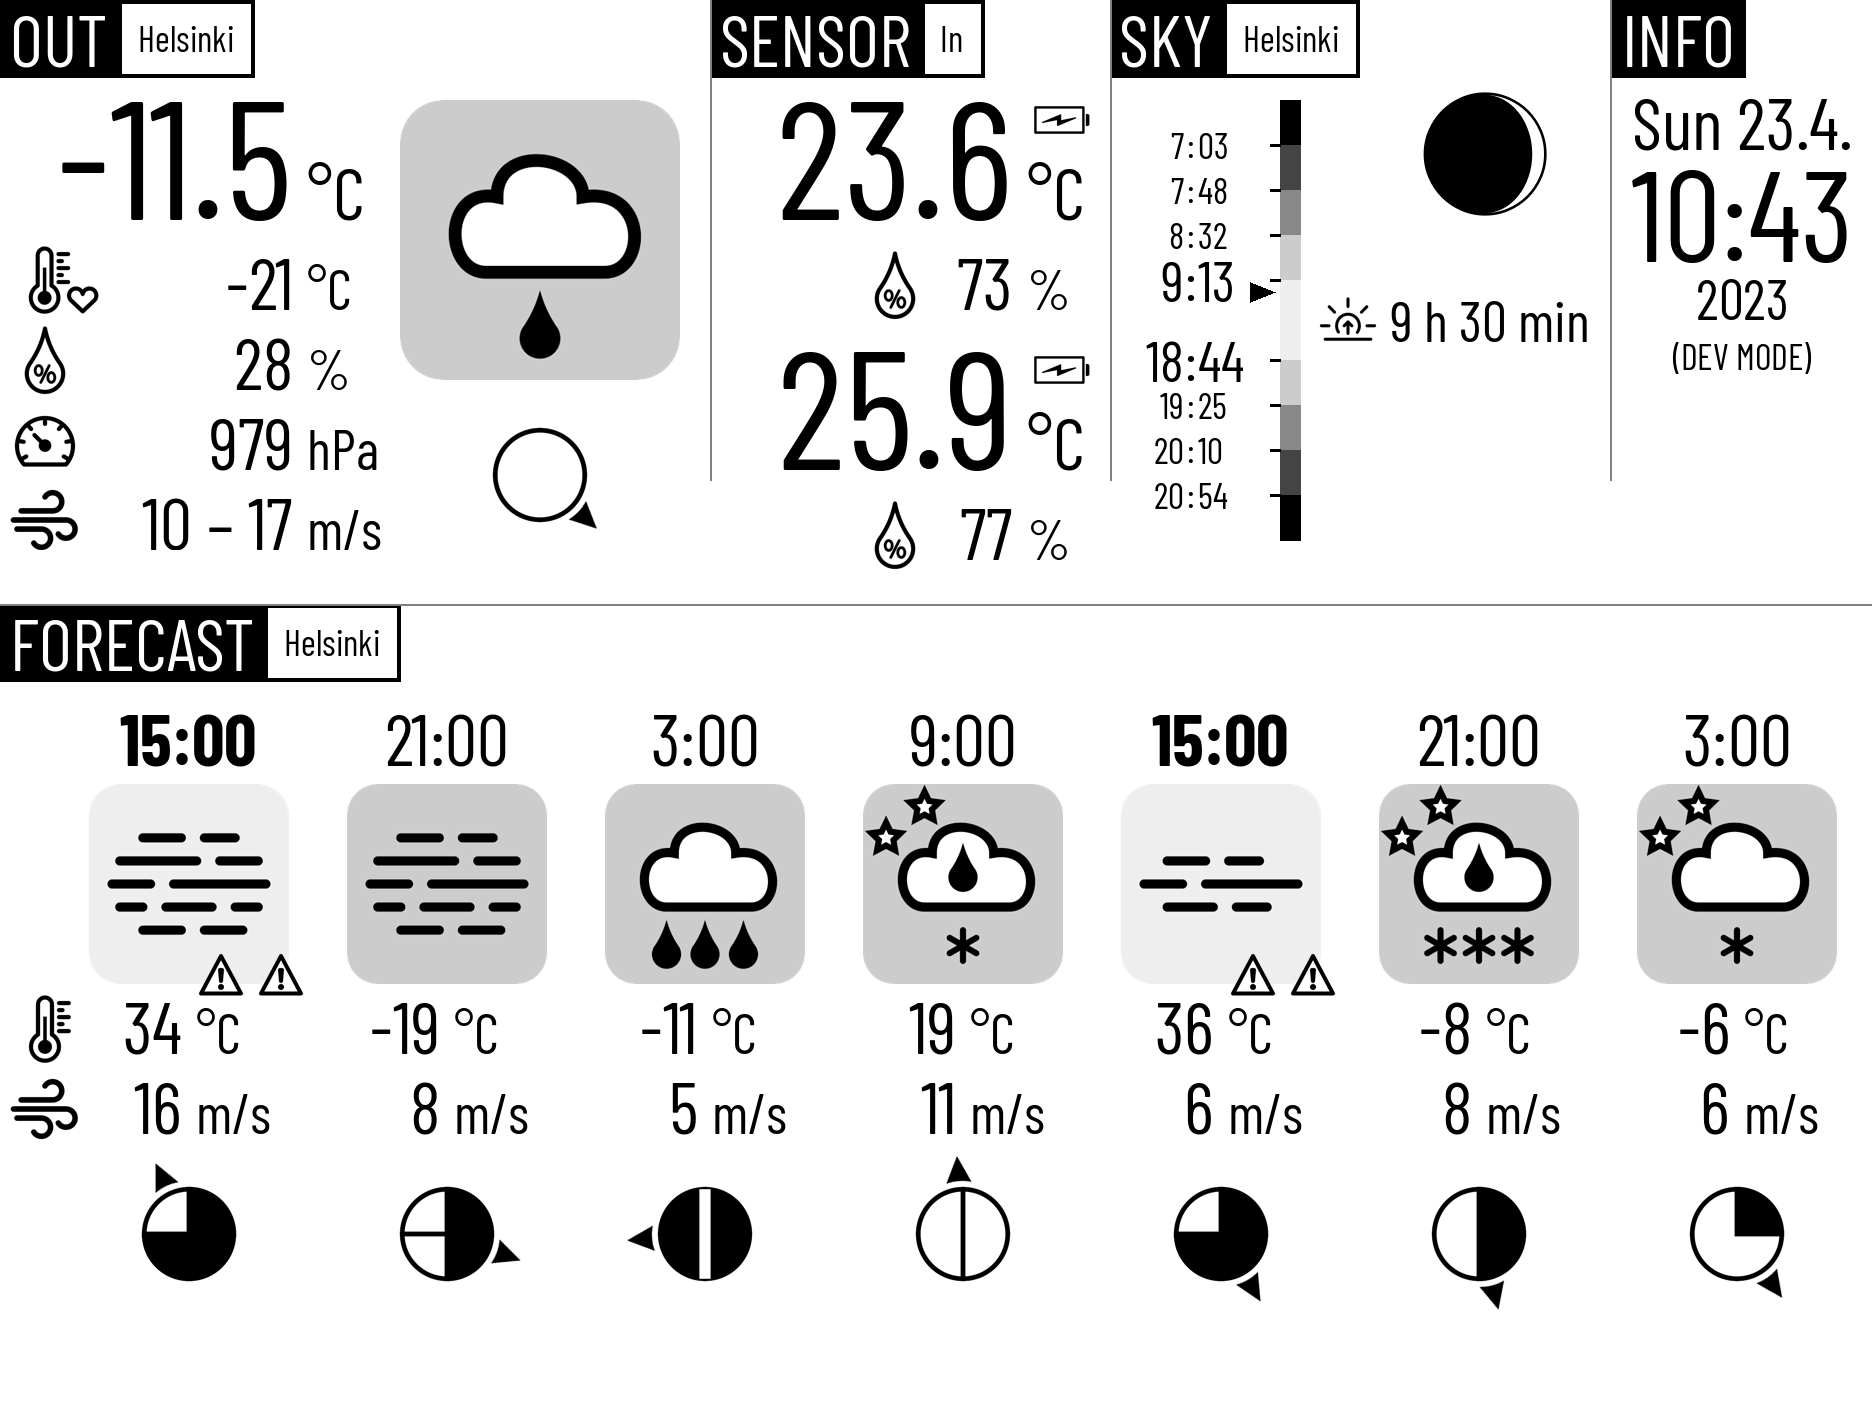 OUT Helsinki
-11.5 °C
-21 °C
% 28 %
979 hPa
10 – 17 m/s
SENSOR In
23.6 °C
% 73 %
25.9 °C
% 77 %
SKY Helsinki
7:03
7:48
8:32
9:13
9 h 30 min
18:44
19:25
20:10
20:54
INFO
Sun 23.4.
10:43
2023
(DEV MODE)
FORECAST Helsinki
15:00 21:00 3:00 9:00 15:00 21:00 3:00
34 °C -19 °C -11 °C 19 °C 36 °C -8 °C -6 °C
16 m/s 8 m/s 5 m/s 11 m/s 6 m/s 8 m/s 6 m/s